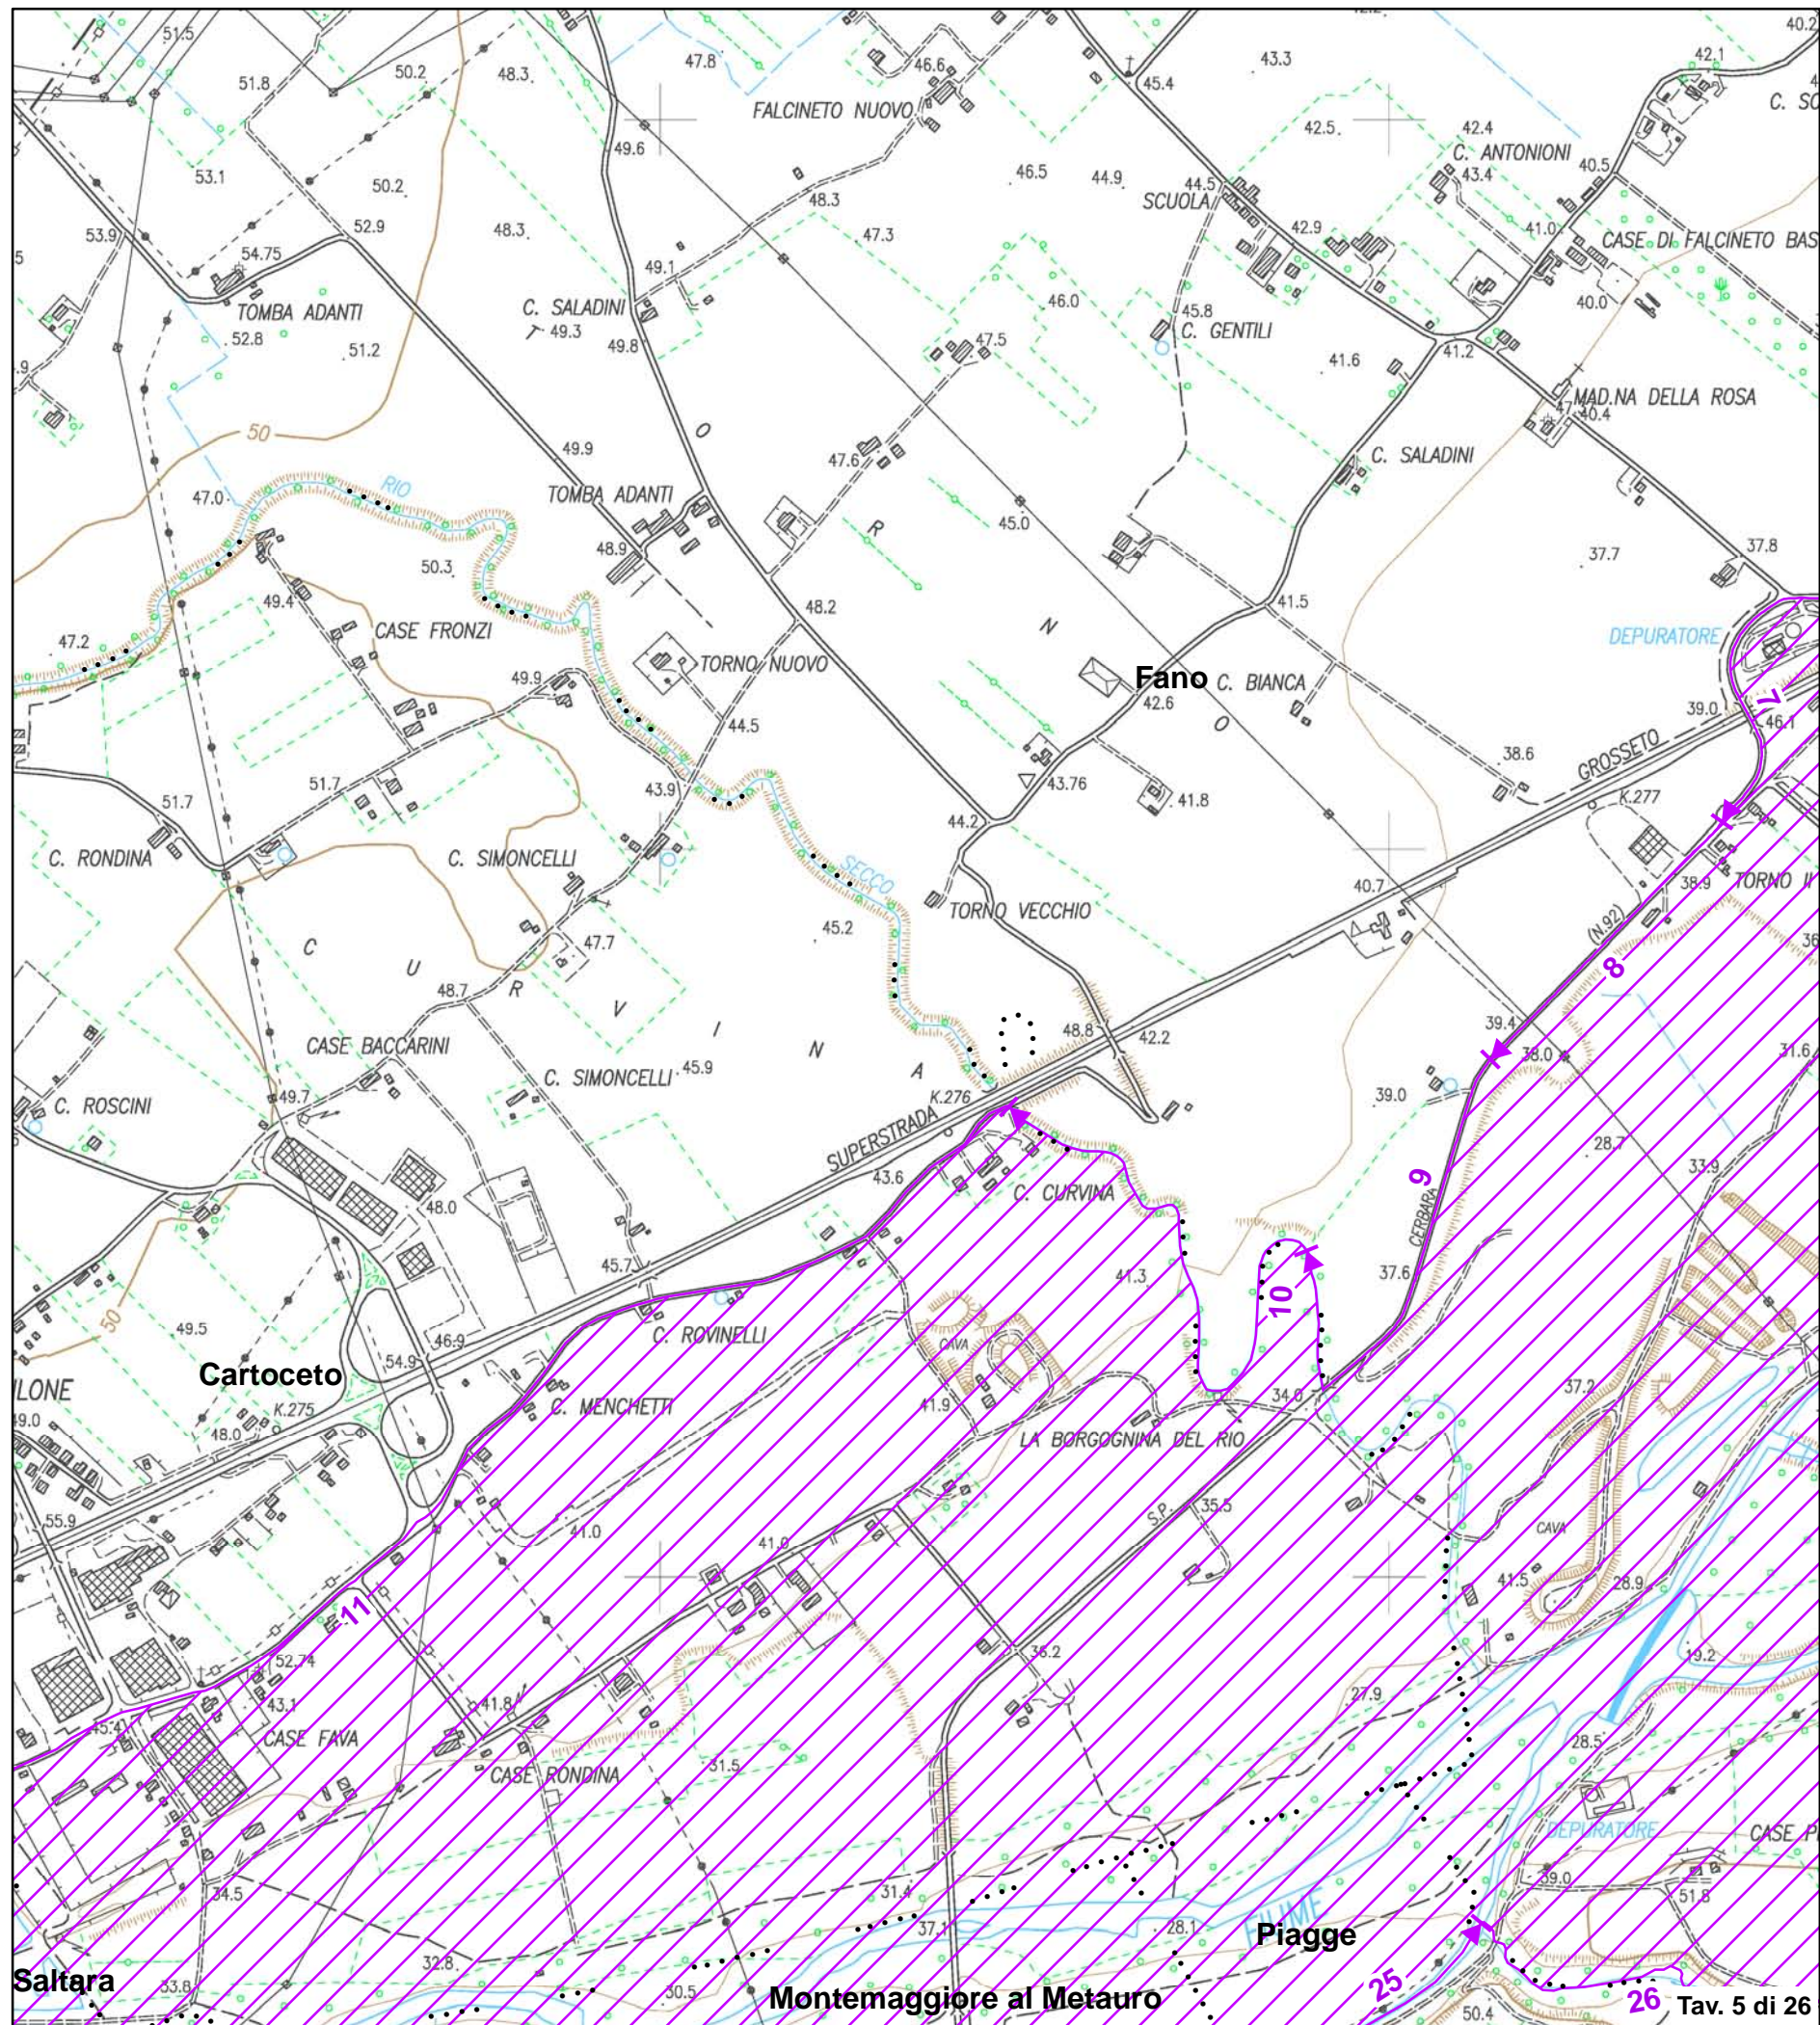 51.5
51.8
50.2
48.3
47.8
46.6
45.4
43.3
42.1
40.2
FALCINETO NUOVO
42.5
42.4
C. ANTONIONI
43.4
40.5
49.6
53.1
50.2
46.5
44.9
44.5
SCUOLA
48.3
53.9
52.9
48.3
47.3
42.9
41.0
CASE DI FALCINETO BAS
54.75
49.1
46.0
TOMBA ADANTI
C. SALADINI
49.3
49.8
45.8
C. GENTILI
40.0
52.8
51.2
47.5
41.6
41.2
MAD.NA DELLA ROSA
40.4
50
49.9
47.6
C. SALADINI
47.0
RIO
TOMBA ADANTI
O
R
45.0
48.9
37.7
37.8
50.3
49.4
48.2
41.5
CASE FRONZI
N
DEPURATORE
47.2
TORNO NUOVO
49.9
Fano
C. BIANCA
42.6
O
39.0
7
46.1
44.5
GROSSETO
38.6
51.7
51.7
43.9
43.76
41.8
K.277
44.2
C. RONDINA
C. SIMONCELLI
SECCO
40.7
38.9
TORNO II
TORNO VECCHIO
45.2
(N.92)
8
C
U
R
V
I
N
A
47.7
48.7
39.4
38.0
31.6
CASE BACCARINI
48.8
42.2
C. SIMONCELLI
45.9
K.276
39.0
C. ROSCINI
49.7
SUPERSTRADA
28.7
33.9
43.6
C. CURVINA
9
CERBARA
48.0
45.7
41.3
37.6
10
50
49.5
46.9
C. ROVINELLI
CAVA
54.9
Cartoceto
ILONE
49.0
K.275
48.0
C. MENCHETTI
41.9
34.0
37.2
LA BORGOGNINA DEL RIO
55.9
41.0
41.0
S.P.
35.5
CAVA
41.5
28.9
11
36.2
52.74
43.1
41.8
27.9
19.2
45.4
CASE FAVA
CASE RONDINA
31.5
28.5
DEPURATORE
CASE P
34.5
31.4
39.0
51.8
37.1
28.1
FIUME
Piagge
32.8
Saltara
33.8
30.5
Montemaggiore al Metauro
25
26
50.4
Tav. 5 di 26